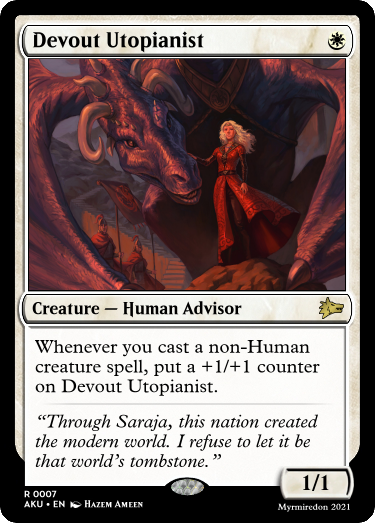 Devout Utopianist
Creature — Human Advisor
Whenever you cast a non-Human
creature spell, put a +1/+1 counter
on Devout Utopianist.
“Through Saraja, this nation created
the modern world. I refuse to let it be
that world’s tombstone.”
1/1
R 0007
AKU • EN Hazem Ameen
Myrmiredon 2021